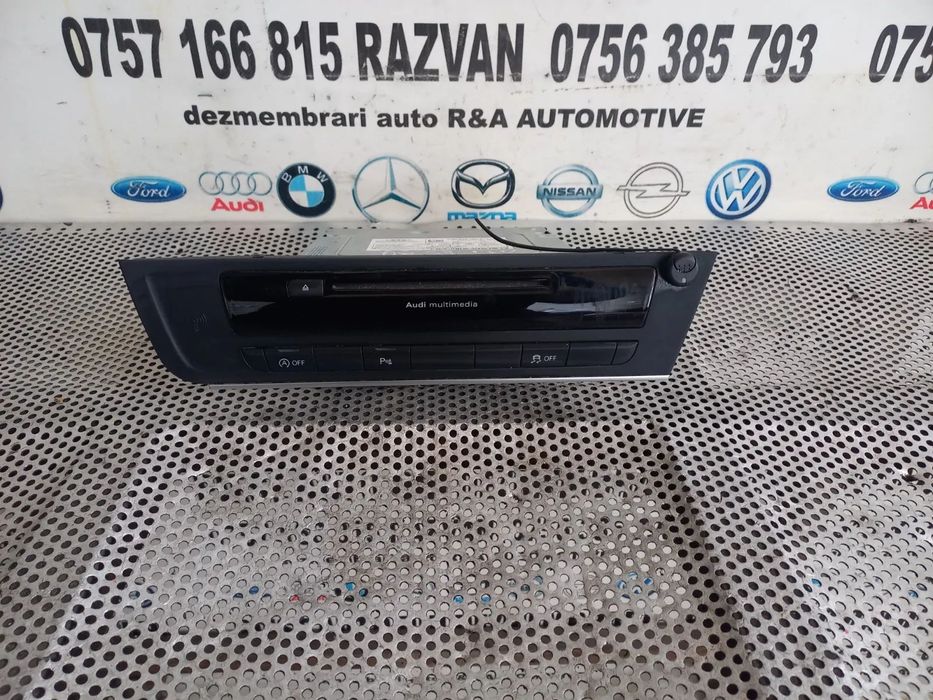 0757 166 815 RAZVAN 0756 385 793 075
dezmembrari auto R&A AUTOMOTIVE
Ford Audi BMW mazda NISSAN Ford
Audi multimedia
A OFF P OFF